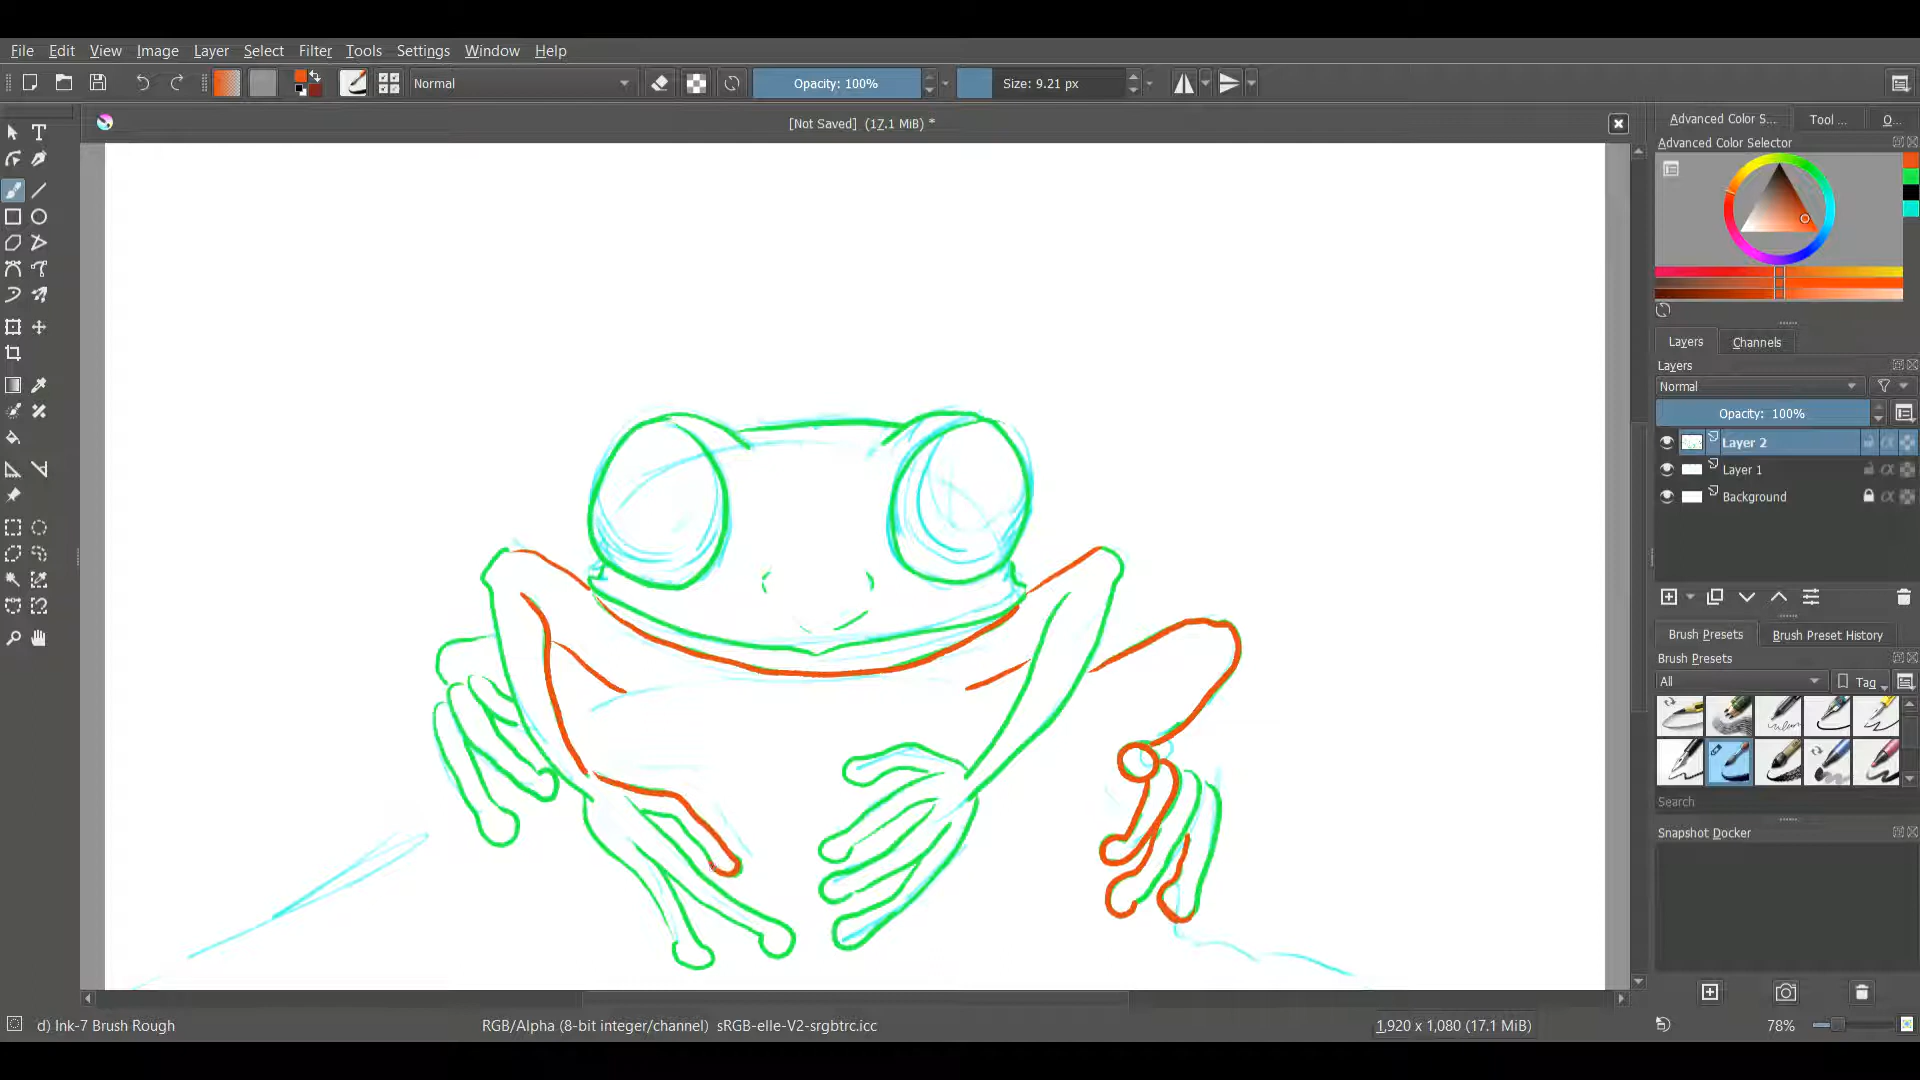 File Edit View Image Layer Select Filter Tools Settings Window Help
Normal Opacity: 100% Size: 9.21 px
[Not Saved] (17.1 MiB) *
Advanced Color S... Tool ... O...
Advanced Color Selector
Layers Channels
Layers
Normal
Opacity: 100%
Layer 2
Layer 1
Background
Brush Presets Brush Preset History
Brush Presets
All Tag
Search
Snapshot Docker
d) Ink-7 Brush Rough RGB/Alpha (8-bit integer/channel) sRGB-elle-V2-srgbtrc.icc 1,920 x 1,080 (17.1 MiB) 78%